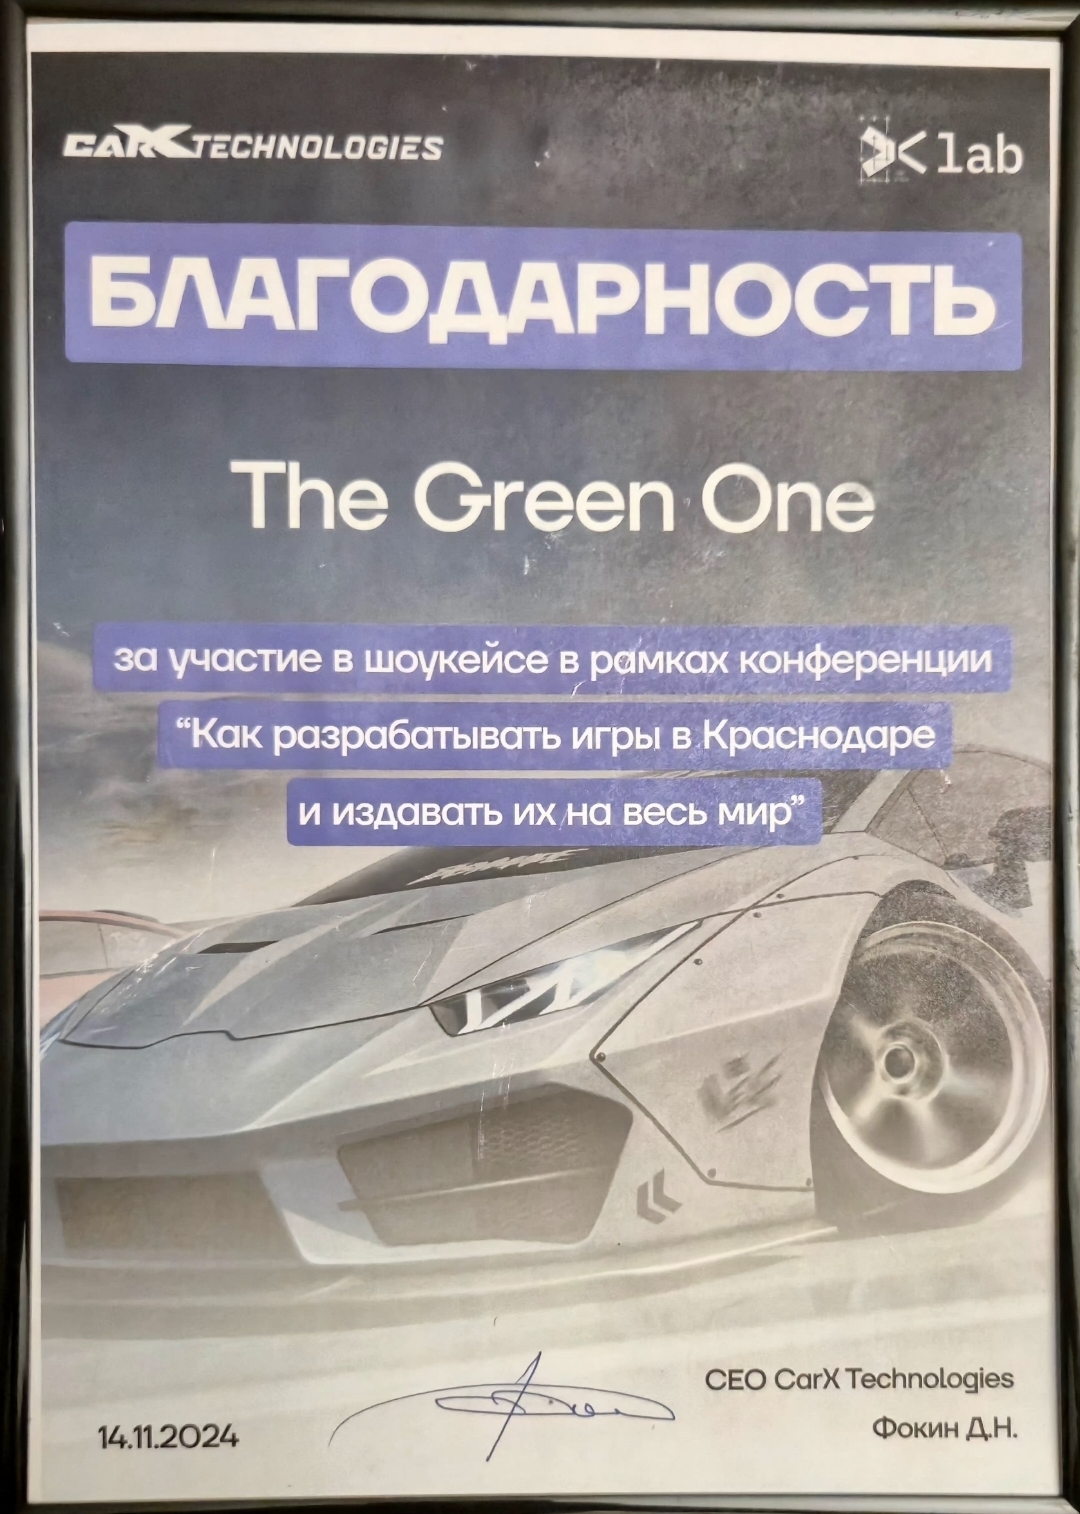 CARX TECHNOLOGIES
lab
БЛАГОДАРНОСТЬ
The Green One
за участие в шоукейсе в рамках конференции
“Как разрабатывать игры в Краснодаре
и издавать их на весь мир”
CEO CarX Technologies
Фокин Д.Н.
14.11.2024